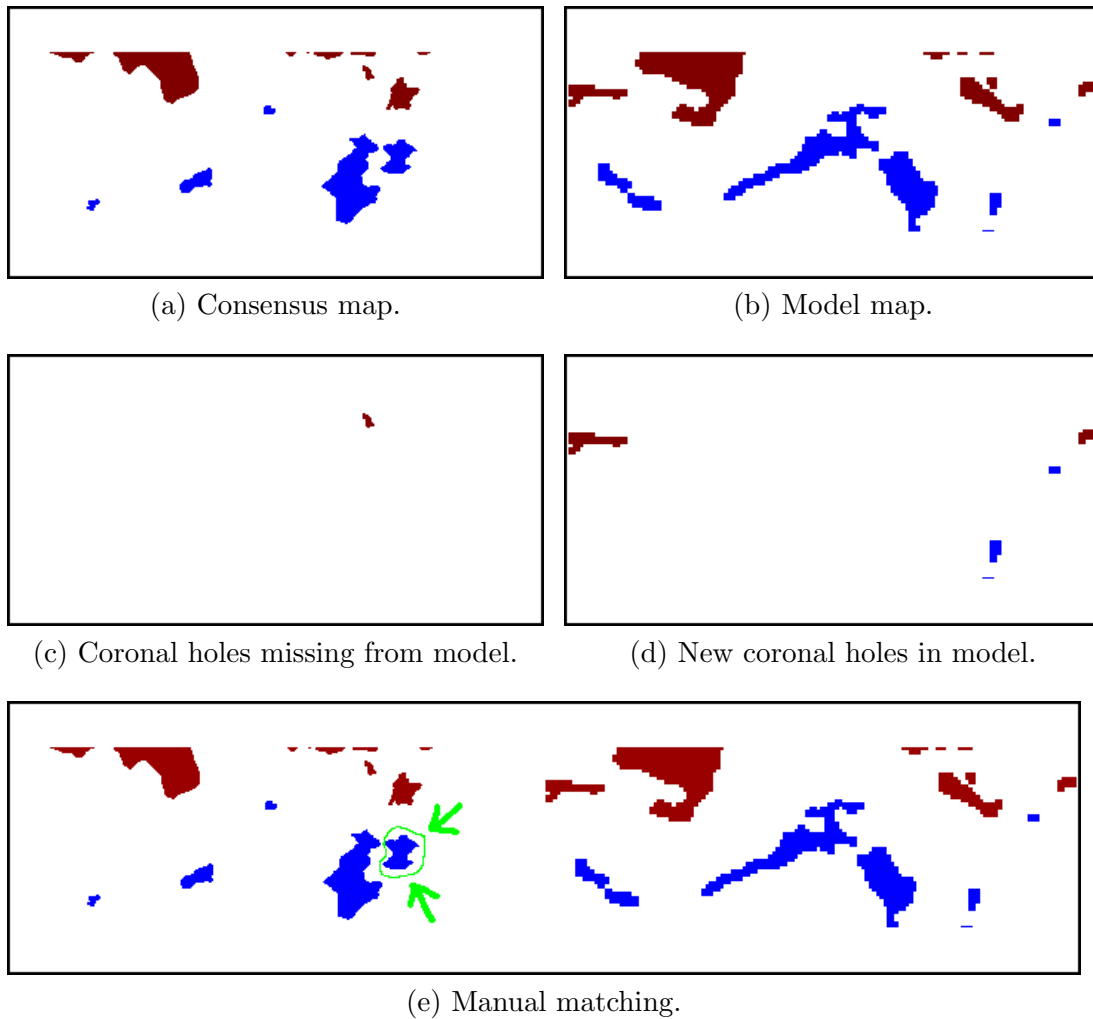 (a) Consensus map.
(b) Model map.
(c) Coronal holes missing from model.
(d) New coronal holes in model.
(e) Manual matching.